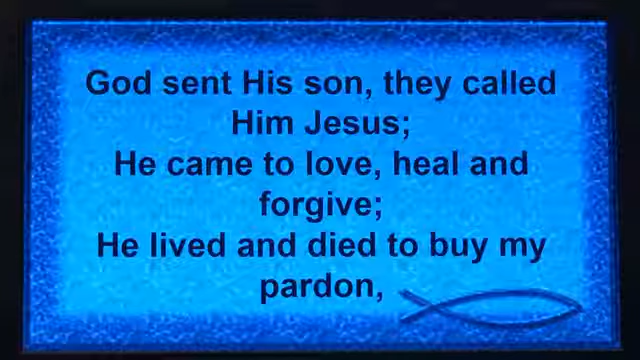 God sent His son, they called
Him Jesus;
He came to love, heal and
forgive;
He lived and died to buy my
pardon,